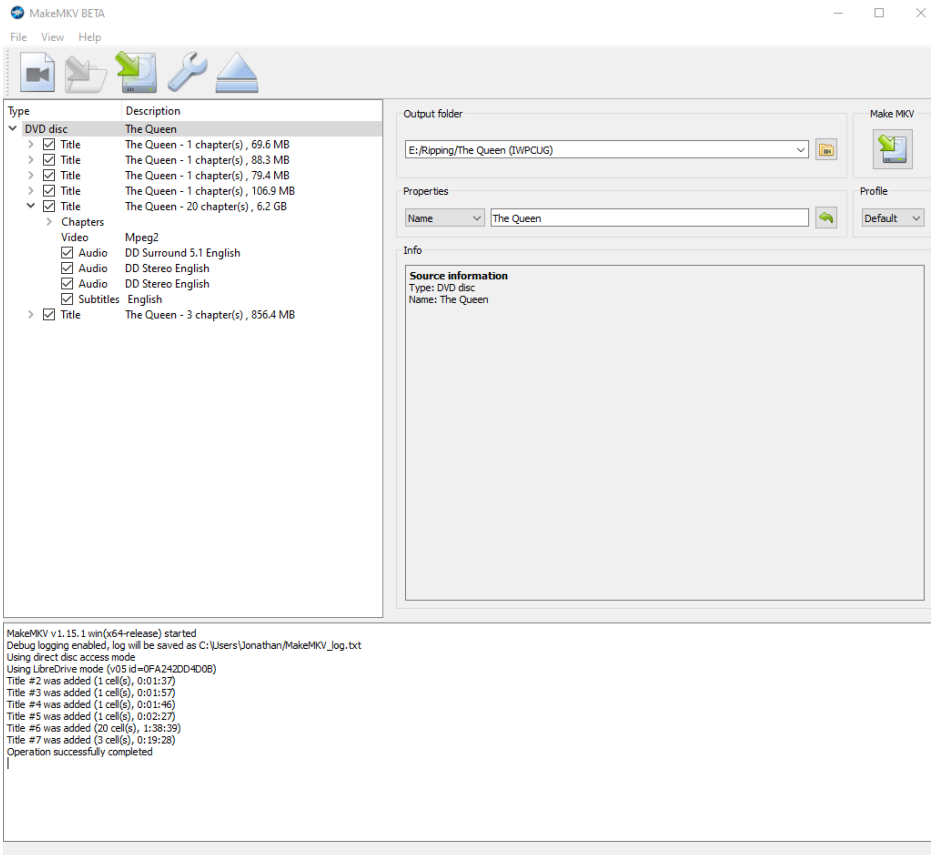 MakeMKV BETA
File View Help
Type Description
DVD disc The Queen
Title The Queen - 1 chapter(s) , 69.6 MB
Title The Queen - 1 chapter(s) , 88.3 MB
Title The Queen - 1 chapter(s) , 79.4 MB
Title The Queen - 1 chapter(s) , 106.9 MB
Title The Queen - 20 chapter(s) , 6.2 GB
Chapters
Video Mpeg2
Audio DD Surround 5.1 English
Audio DD Stereo English
Audio DD Stereo English
Subtitles English
Title The Queen - 3 chapter(s) , 856.4 MB
Output folder
Make MKV
E:/Ripping/The Queen (IWPCUG)
Properties
Profile
Name The Queen
Default
Info
Source information
Type: DVD disc
Name: The Queen
MakeMKV v1.15.1 win(x64-release) started
Debug logging enabled, log will be saved as C:\Users\Jonathan/MakeMKV_log.txt
Using direct disc access mode
Using LibreDrive mode (v05 id=0FA242DD4D0B)
Title #2 was added (1 cell(s), 0:01:37)
Title #3 was added (1 cell(s), 0:01:57)
Title #4 was added (1 cell(s), 0:01:46)
Title #5 was added (1 cell(s), 0:02:27)
Title #6 was added (20 cell(s), 1:38:39)
Title #7 was added (3 cell(s), 0:19:28)
Operation successfully completed